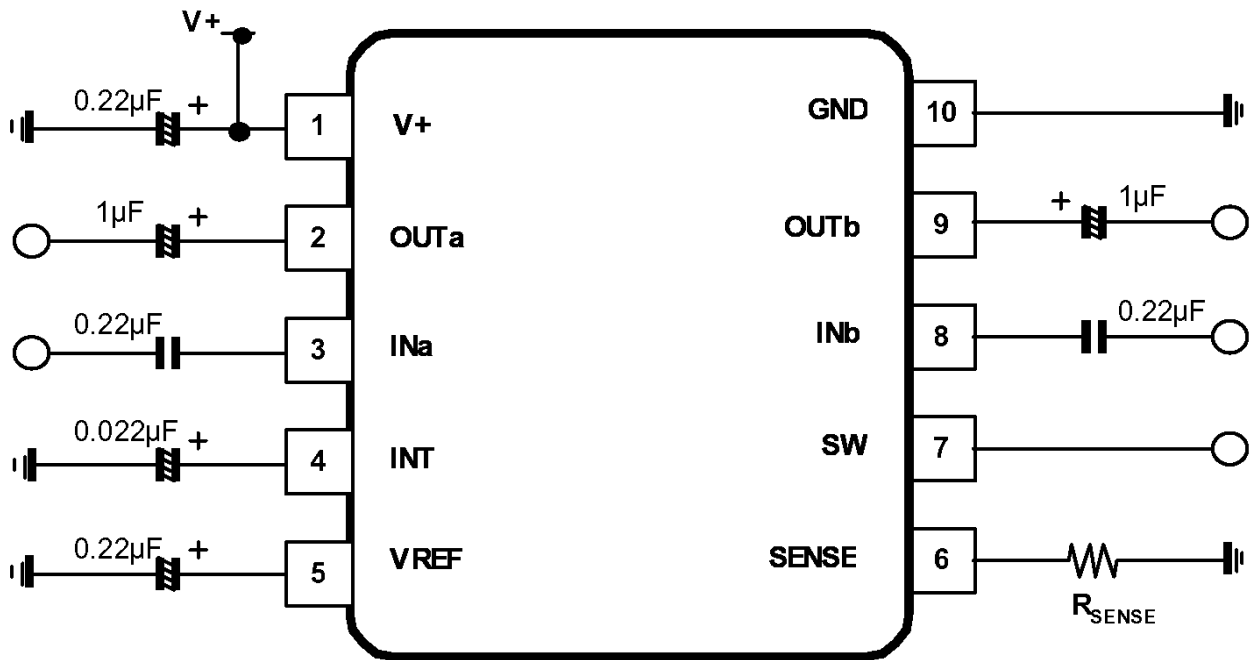 V+
0.22µF +
1 V+
GND 10
1µF +
2 OUTa
OUTb 9
+ 1µF
0.22µF
3 INa
INb 8
0.22µF
0.022µF +
4 INT
SW 7
0.22µF +
5 VREF
SENSE 6
RSENSE